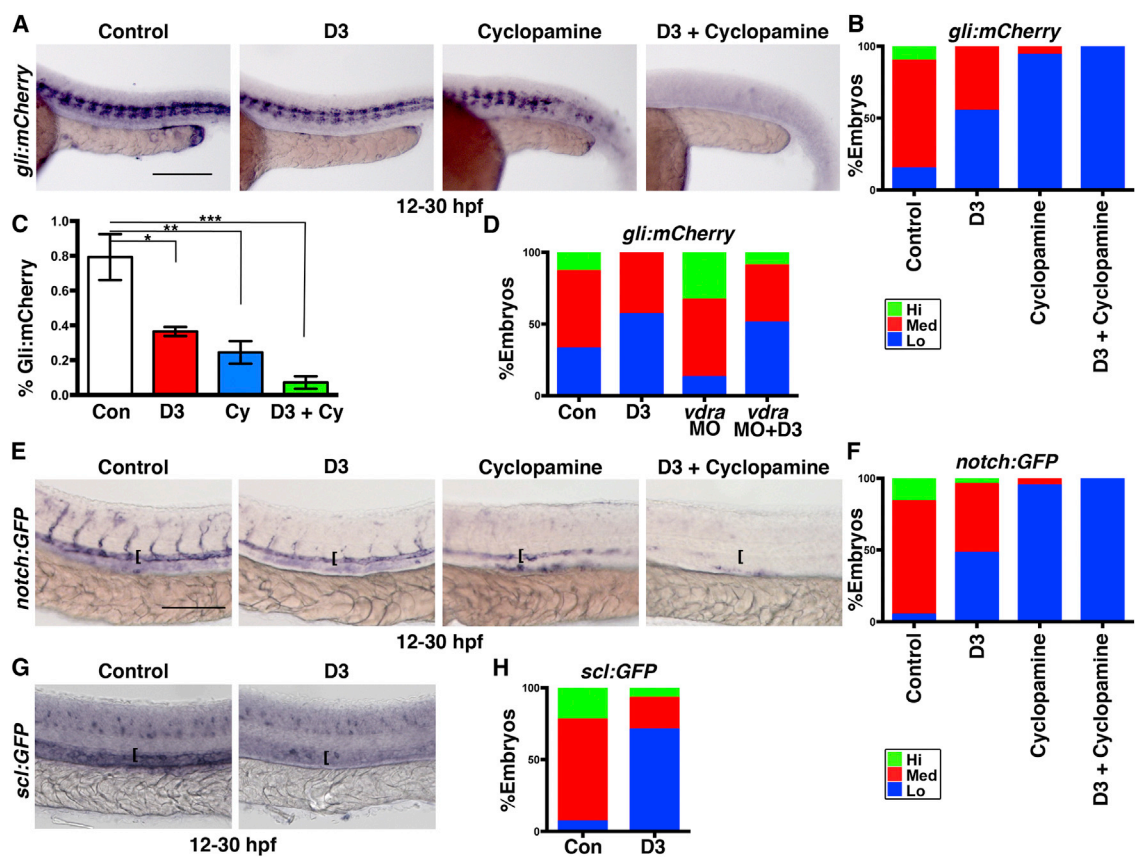 A
Control
D3
Cyclopamine
D3 + Cyclopamine
gli:mCherry
12-30 hpf
B
gli:mCherry
%Embryos
100
50
0
Control
D3
Cyclopamine
D3 + Cyclopamine
Hi
Med
Lo
C
% Gli:mCherry
1.0
0.8
0.6
0.4
0.2
0.0
*
**
***
Con
D3
Cy
D3 + Cy
D
gli:mCherry
%Embryos
100
50
0
Con
D3
vdra
MO
vdra
MO+D3
E
Control
D3
Cyclopamine
D3 + Cyclopamine
notch:GFP
[
[
[
[
12-30 hpf
F
notch:GFP
%Embryos
100
50
0
Control
D3
Cyclopamine
D3 + Cyclopamine
Hi
Med
Lo
G
Control
D3
scl:GFP
[
[
12-30 hpf
H
scl:GFP
%Embryos
100
50
0
Con
D3